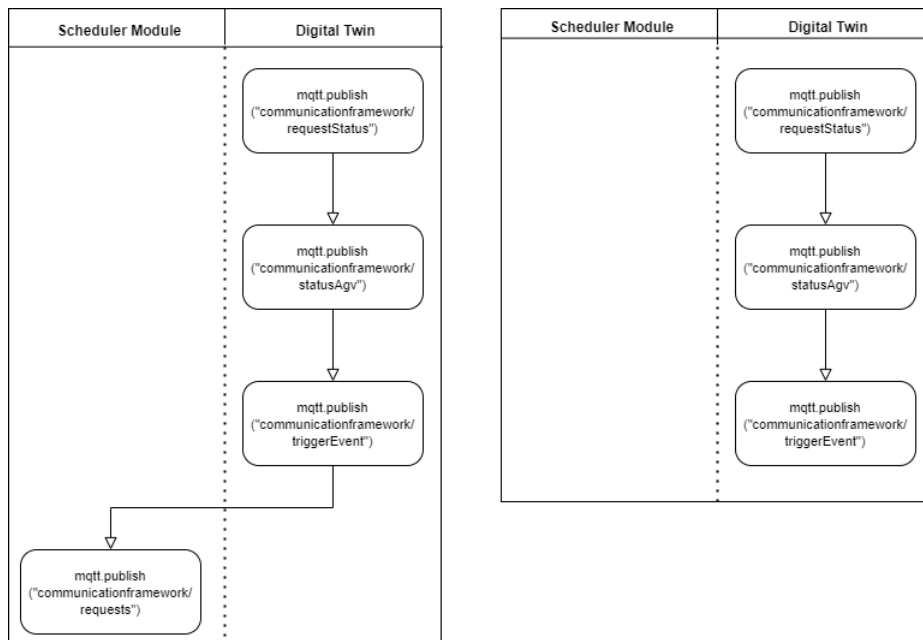 Scheduler Module
Digital Twin
mqtt.publish
("communicationframework/
requestStatus")
mqtt.publish
("communicationframework/
statusAgv")
mqtt.publish
("communicationframework/
triggerEvent")
mqtt.publish
("communicationframework/
requests")
Scheduler Module
Digital Twin
mqtt.publish
("communicationframework/
requestStatus")
mqtt.publish
("communicationframework/
statusAgv")
mqtt.publish
("communicationframework/
triggerEvent")